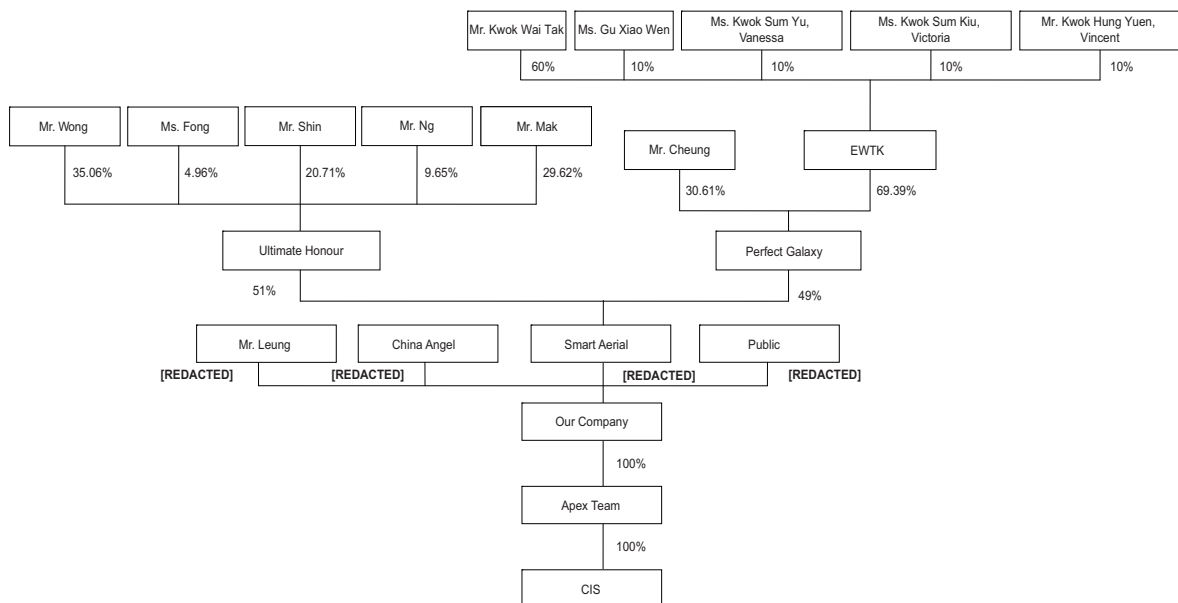 Mr. Kwok Wai Tak
Ms. Gu Xiao Wen
Ms. Kwok Sum Yu,
Vanessa
Ms. Kwok Sum Kiu,
Victoria
Mr. Kwok Hung Yuen,
Vincent
60%
10%
10%
10%
10%
Mr. Wong
Ms. Fong
Mr. Shin
Mr. Ng
Mr. Mak
Mr. Cheung
EWTK
35.06%
4.96%
20.71%
9.65%
29.62%
30.61%
69.39%
Ultimate Honour
Perfect Galaxy
51%
49%
Mr. Leung
China Angel
Smart Aerial
Public
[REDACTED]
[REDACTED]
[REDACTED]
[REDACTED]
Our Company
100%
Apex Team
100%
CIS